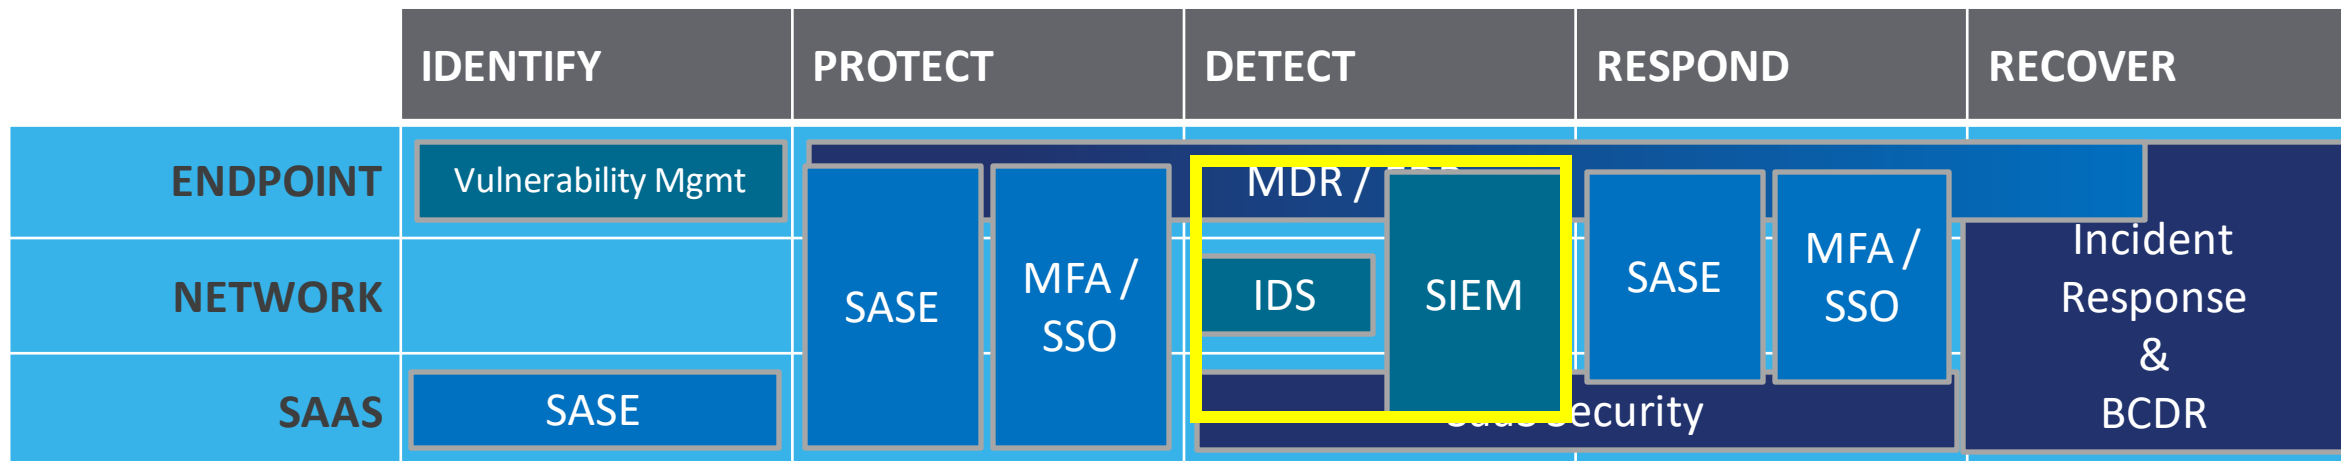 IDENTIFY PROTECT DETECT RESPOND RECOVER
ENDPOINT Vulnerability Mgmt MDR /
NETWORK
SASE
MFA /
SSO
IDS
SIEM
SASE
MFA /
SSO
Incident
Response
&
BCDR
SAAS SASE
Security